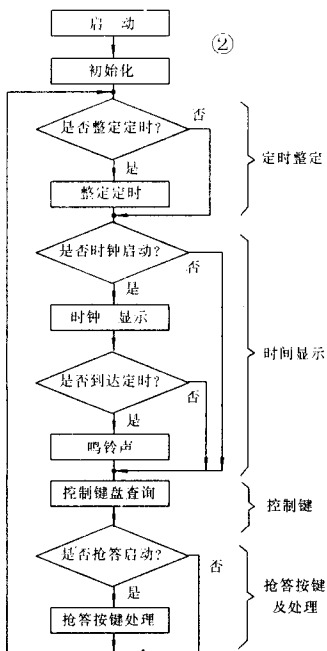 启 动
②
初始化
是否整定定时?
否
是
整定定时
定时整定
是否时钟启动?
否
是
时钟 显示
是否到达定时?
否
是
鸣铃声
时间显示
控制键盘查询
控制键
是否抢答启动?
否
是
抢答按键处理
抢答按键
及处理